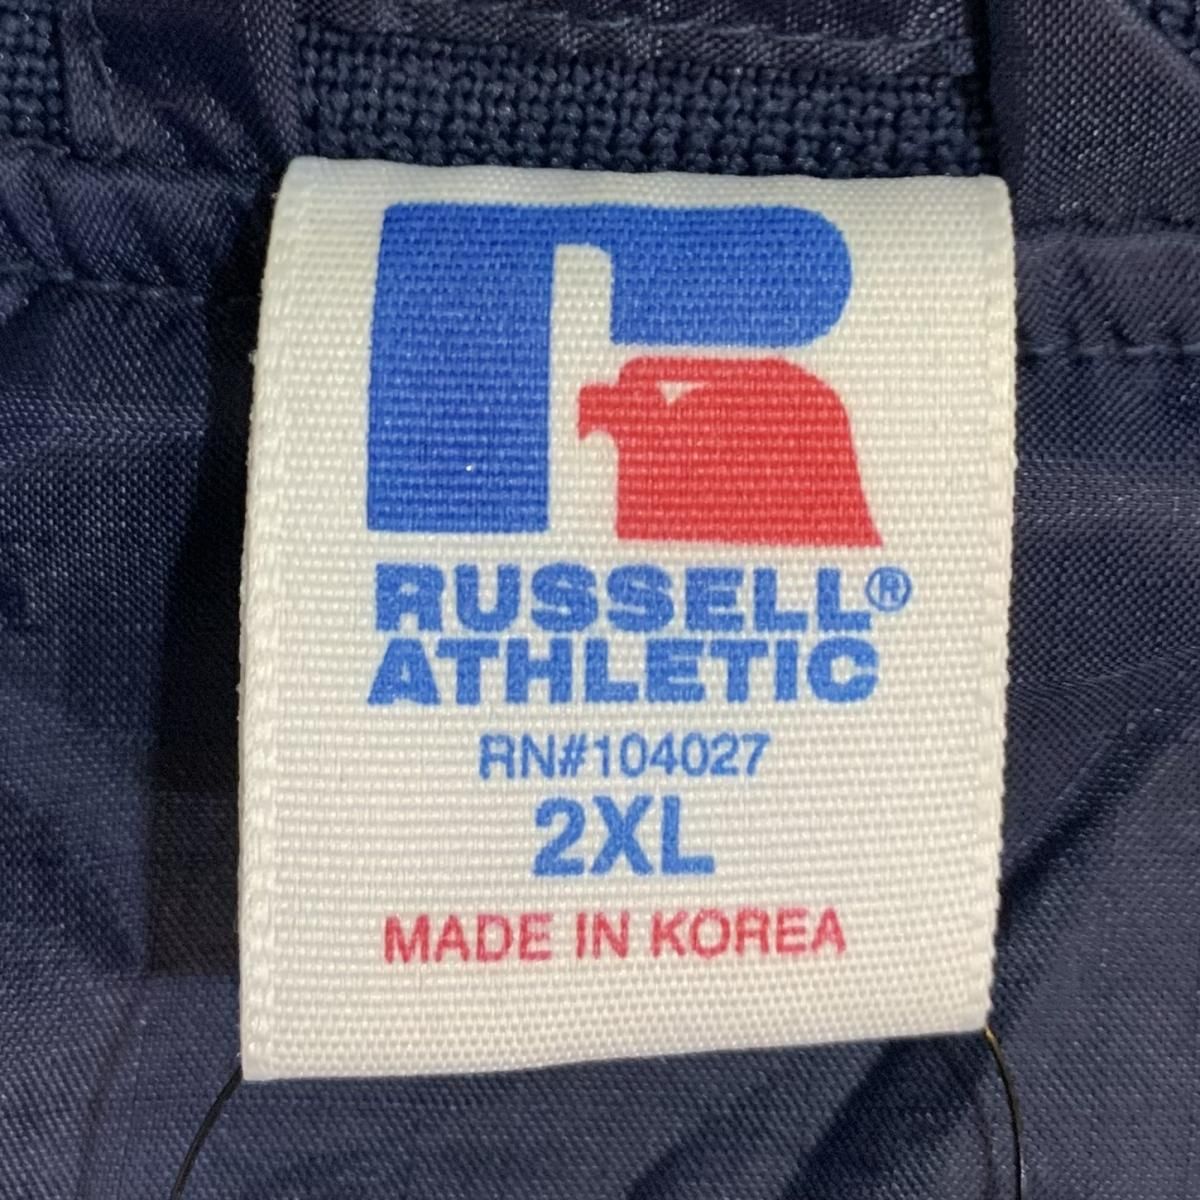 RUSSELL®
ATHLETIC
RN#104027
2XL
MADE IN KOREA